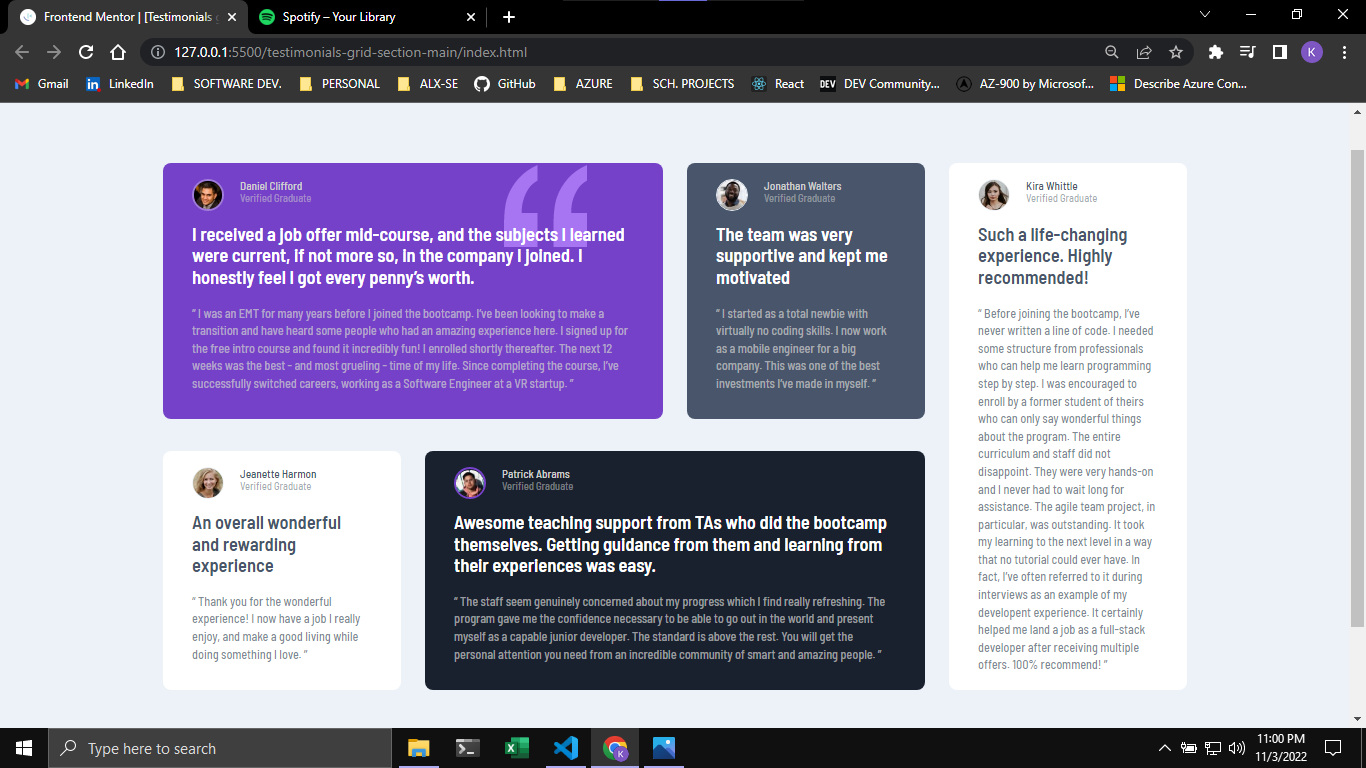 Frontend Mentor | [Testimonials g
Spotify – Your Library
127.0.0.1:5500/testimonials-grid-section-main/index.html
K
Gmail
LinkedIn
SOFTWARE DEV.
PERSONAL
ALX-SE
GitHub
AZURE
SCH. PROJECTS
React
DEV
DEV Community...
AZ-900 by Microsof...
Describe Azure Con...
Daniel Clifford
Verified Graduate
“
I received a job offer mid-course, and the subjects I learned
were current, if not more so, in the company I joined. I
honestly feel I got every penny’s worth.
“ I was an EMT for many years before I joined the bootcamp. I’ve been looking to make a
transition and have heard some people who had an amazing experience here. I signed up for
the free intro course and found it incredibly fun! I enrolled shortly thereafter. The next 12
weeks was the best - and most grueling - time of my life. Since completing the course, I’ve
successfully switched careers, working as a Software Engineer at a VR startup. ”
Jonathan Walters
Verified Graduate
The team was very
supportive and kept me
motivated
“ I started as a total newbie with
virtually no coding skills. I now work
as a mobile engineer for a big
company. This was one of the best
investments I’ve made in myself. ”
Kira Whittle
Verified Graduate
Such a life-changing
experience. Highly
recommended!
“ Before joining the bootcamp, I’ve
never written a line of code. I needed
some structure from professionals
who can help me learn programming
step by step. I was encouraged to
enroll by a former student of theirs
who can only say wonderful things
about the program. The entire
curriculum and staff did not
disappoint. They were very hands-on
and I never had to wait long for
assistance. The agile team project, in
particular, was outstanding. It took
my learning to the next level in a way
that no tutorial could ever have. In
fact, I’ve often referred to it during
interviews as an example of my
developent experience. It certainly
helped me land a job as a full-stack
developer after receiving multiple
offers. 100% recommend! ”
Jeanette Harmon
Verified Graduate
An overall wonderful
and rewarding
experience
“ Thank you for the wonderful
experience! I now have a job I really
enjoy, and make a good living while
doing something I love. ”
Patrick Abrams
Verified Graduate
Awesome teaching support from TAs who did the bootcamp
themselves. Getting guidance from them and learning from
their experiences was easy.
“ The staff seem genuinely concerned about my progress which I find really refreshing. The
program gave me the confidence necessary to be able to go out in the world and present
myself as a capable junior developer. The standard is above the rest. You will get the
personal attention you need from an incredible community of smart and amazing people. ”
Type here to search
K
11:00 PM
11/3/2022